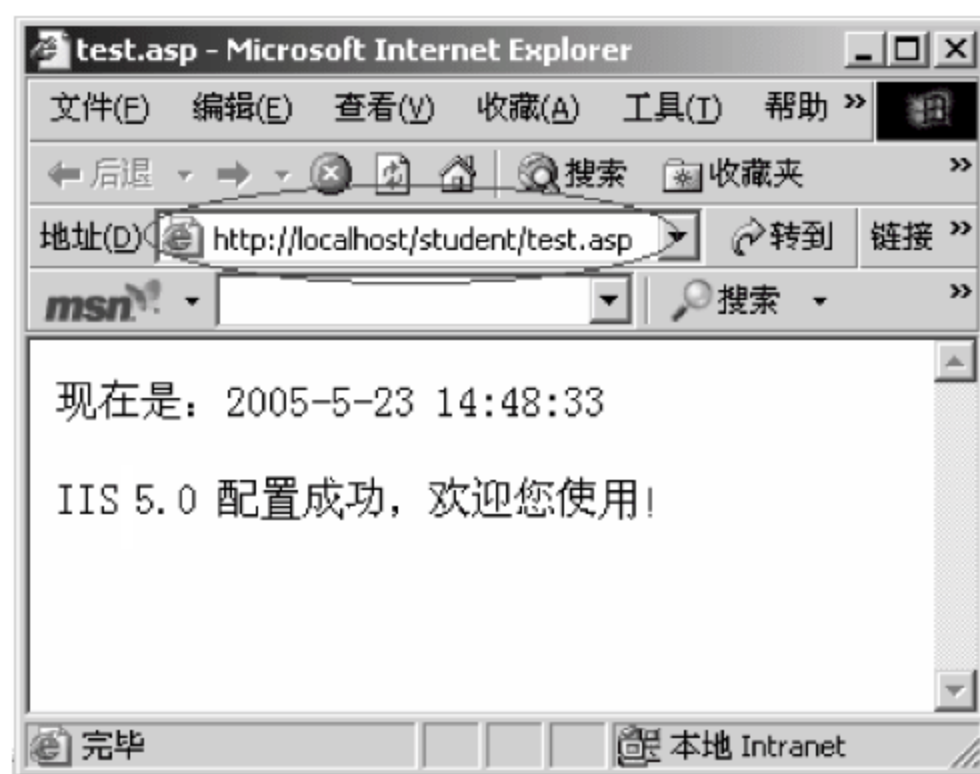 test.asp - Microsoft Internet Explorer
文件(F) 编辑(E) 查看(V) 收藏(A) 工具(T) 帮助 »
后退 搜索 收藏夹 »
地址(D) http://localhost/student/test.asp 转到 链接 »
msn 搜索 »
现在是：2005-5-23 14:48:33
IIS 5.0 配置成功，欢迎您使用！
完毕 本地 Intranet